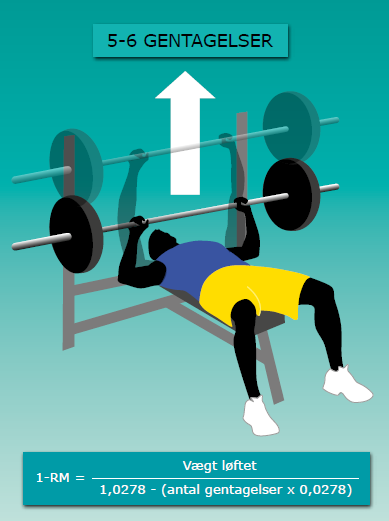 5-6 GENTAGELSER
1-RM =
Vægt løftet
1,0278 - (antal gentagelser x 0,0278)